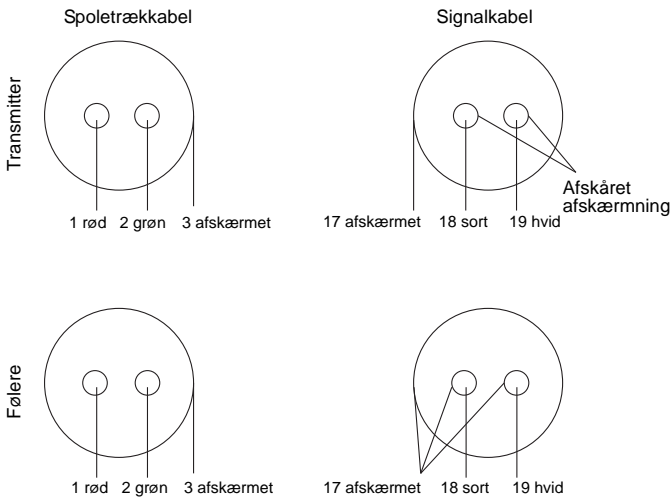 Spoletrækkabel
Signalkabel
Transmitter
Afskåret
afskærmning
1 rød 2 grøn 3 afskærmet
17 afskærmet 18 sort 19 hvid
Følere
1 rød 2 grøn 3 afskærmet
17 afskærmet 18 sort 19 hvid